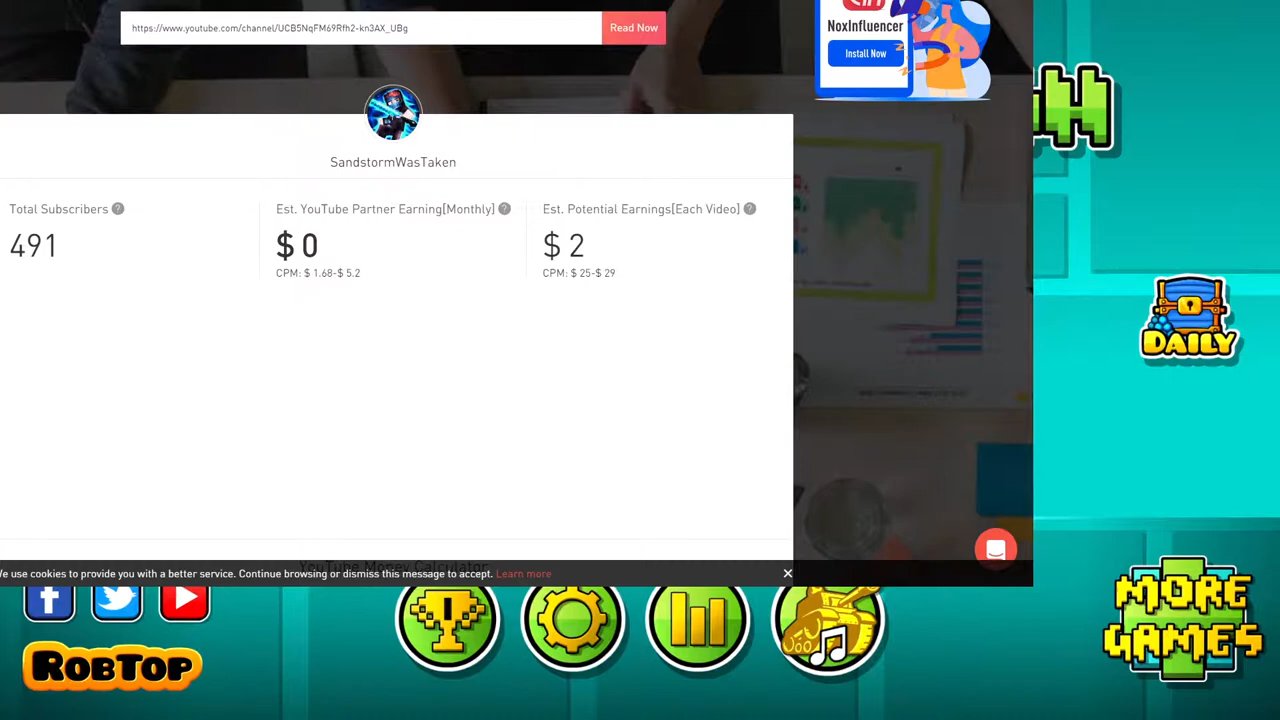 https://www.youtube.com/channel/UCB5NqFM69Rfh2-kn3AX_UBg
Read Now
NoxInfluencer
Install Now
SandstormWasTaken
Total Subscribers ?
Est. YouTube Partner Earning[Monthly] ?
Est. Potential Earnings[Each Video] ?
491
$ 0
$ 2
CPM: $ 1.68-$ 5.2
CPM: $ 25-$ 29
DAILY
YouTube Money Calculator
e use cookies to provide you with a better service. Continue browsing or dismiss this message to accept. Learn more
ROBTOP
MORE
GAMES